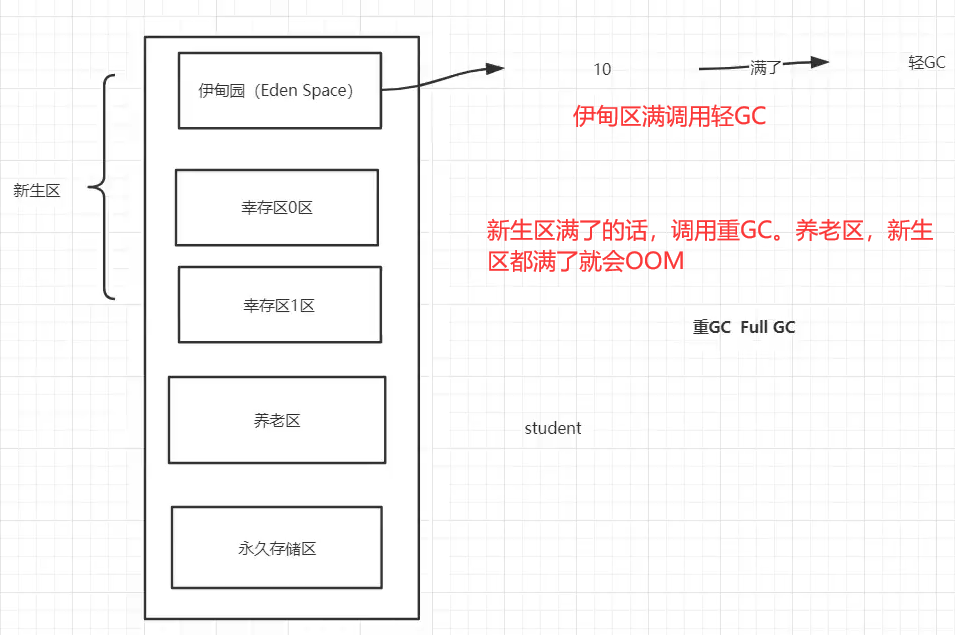 伊甸园（Eden Space）
10
满了
轻GC
伊甸区满调用轻GC
新生区
幸存区0区
新生区满了的话，调用重GC。养老区，新生
区都满了就会OOM
幸存区1区
重GC Full GC
养老区
student
永久存储区